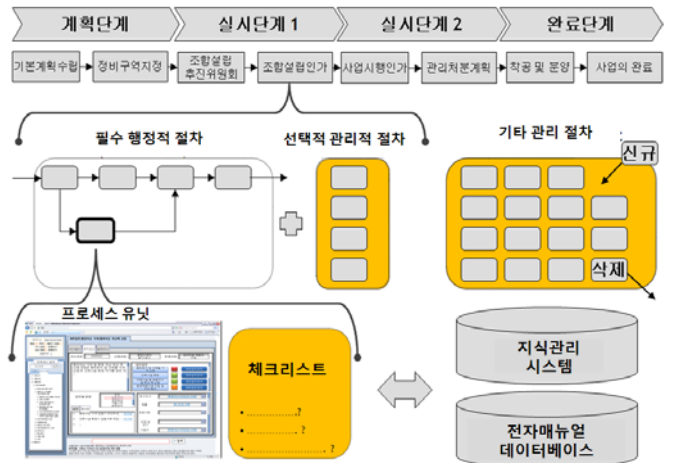 계획단계
실시단계 1
실시단계 2
완료단계
기본계획수립
정비구역지정
조합설립
추진위원회
조합설립인가
사업시행인가
관리처분계획
착공 및 분양
사업의 완료
필수 행정적 절차
선택적 관리적 절차
기타 관리 절차
:
신규
삭제
프로세스 유닛
체크리스트
• ..............?
• .............. ?
• ..................... ?
지식관리
시스템
전자매뉴얼
데이터베이스